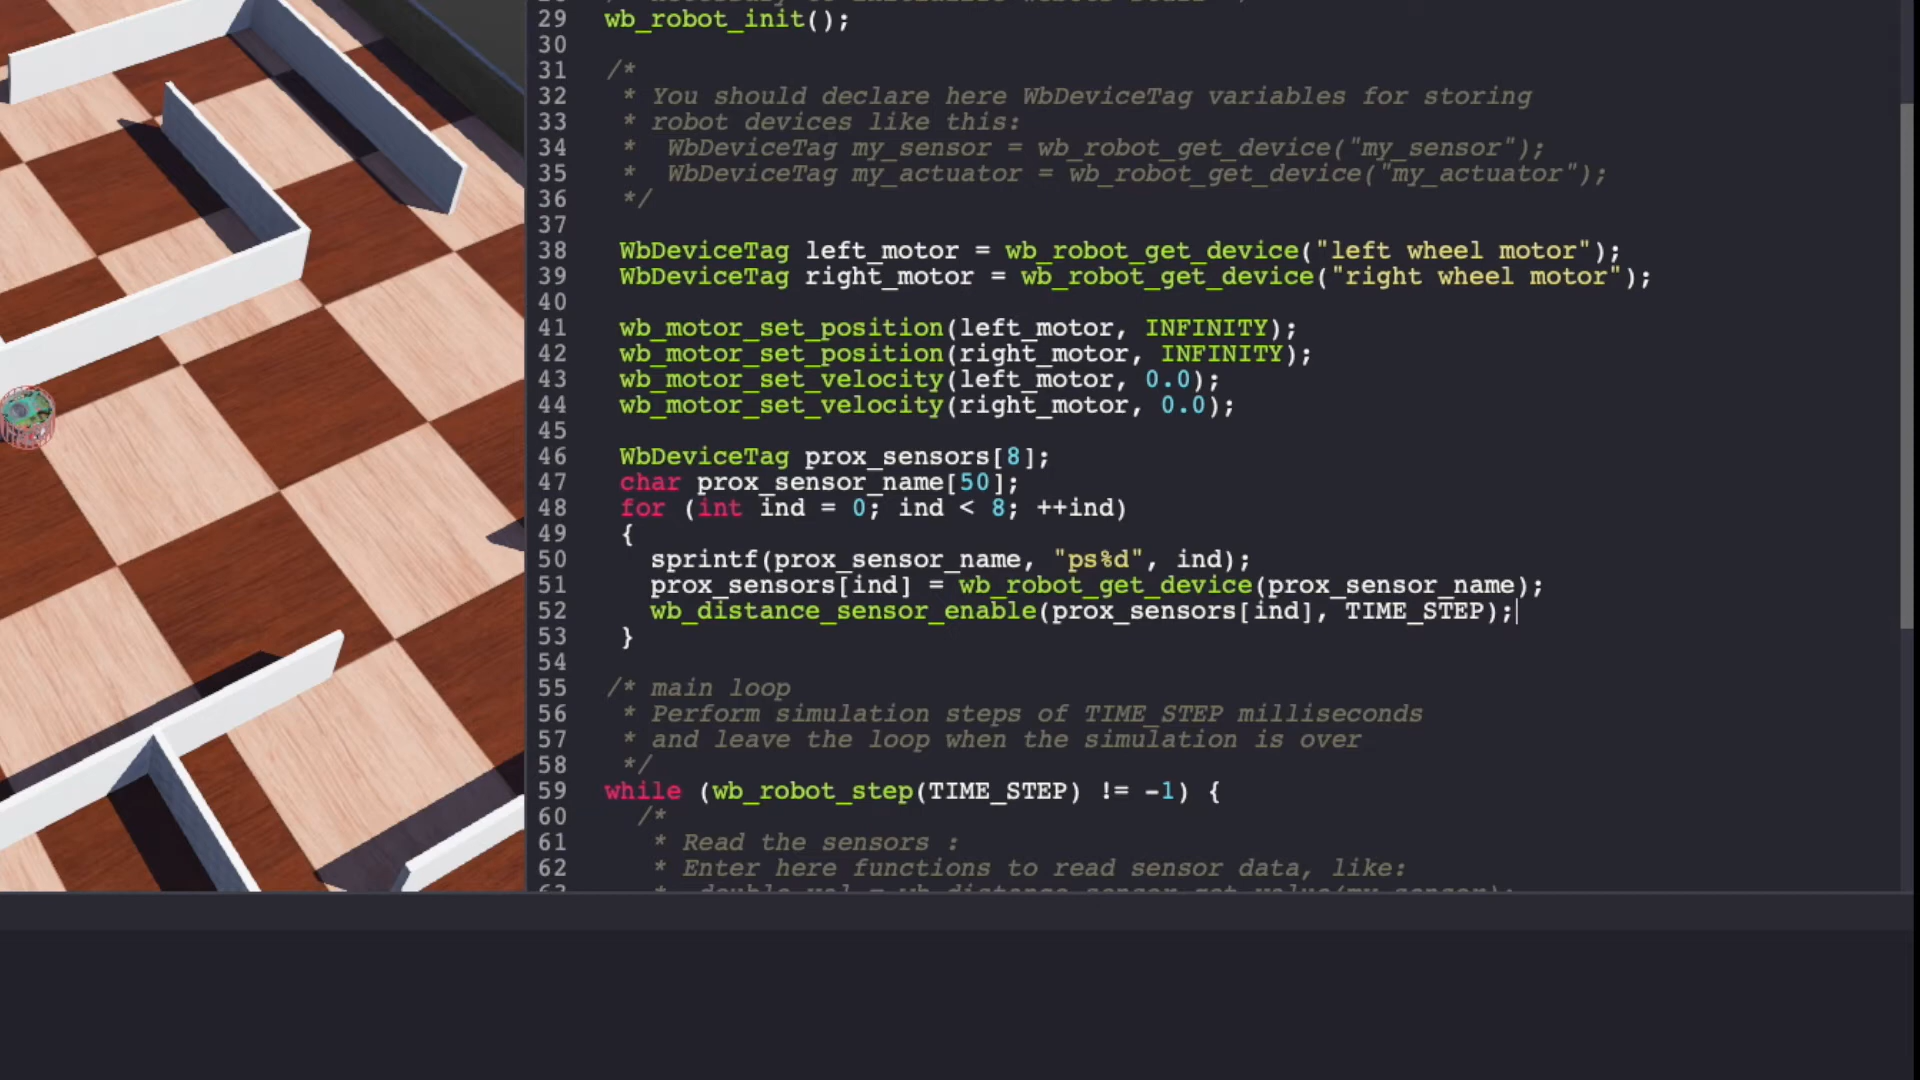 29 wb_robot_init();
30
31 /*
32 * You should declare here WbDeviceTag variables for storing
33 * robot devices like this:
34 *  WbDeviceTag my_sensor = wb_robot_get_device("my_sensor");
35 *  WbDeviceTag my_actuator = wb_robot_get_device("my_actuator");
36 */
37
38 WbDeviceTag left_motor = wb_robot_get_device("left wheel motor");
39 WbDeviceTag right_motor = wb_robot_get_device("right wheel motor");
40
41 wb_motor_set_position(left_motor, INFINITY);
42 wb_motor_set_position(right_motor, INFINITY);
43 wb_motor_set_velocity(left_motor, 0.0);
44 wb_motor_set_velocity(right_motor, 0.0);
45
46 WbDeviceTag prox_sensors[8];
47 char prox_sensor_name[50];
48 for (int ind = 0; ind < 8; ++ind)
49 {
50 sprintf(prox_sensor_name, "ps%d", ind);
51 prox_sensors[ind] = wb_robot_get_device(prox_sensor_name);
52 wb_distance_sensor_enable(prox_sensors[ind], TIME_STEP);
53 }
54
55 /* main loop
56 * Perform simulation steps of TIME_STEP milliseconds
57 * and leave the loop when the simulation is over
58 */
59 while (wb_robot_step(TIME_STEP) != -1) {
60 /*
61 * Read the sensors :
62 * Enter here functions to read sensor data, like: